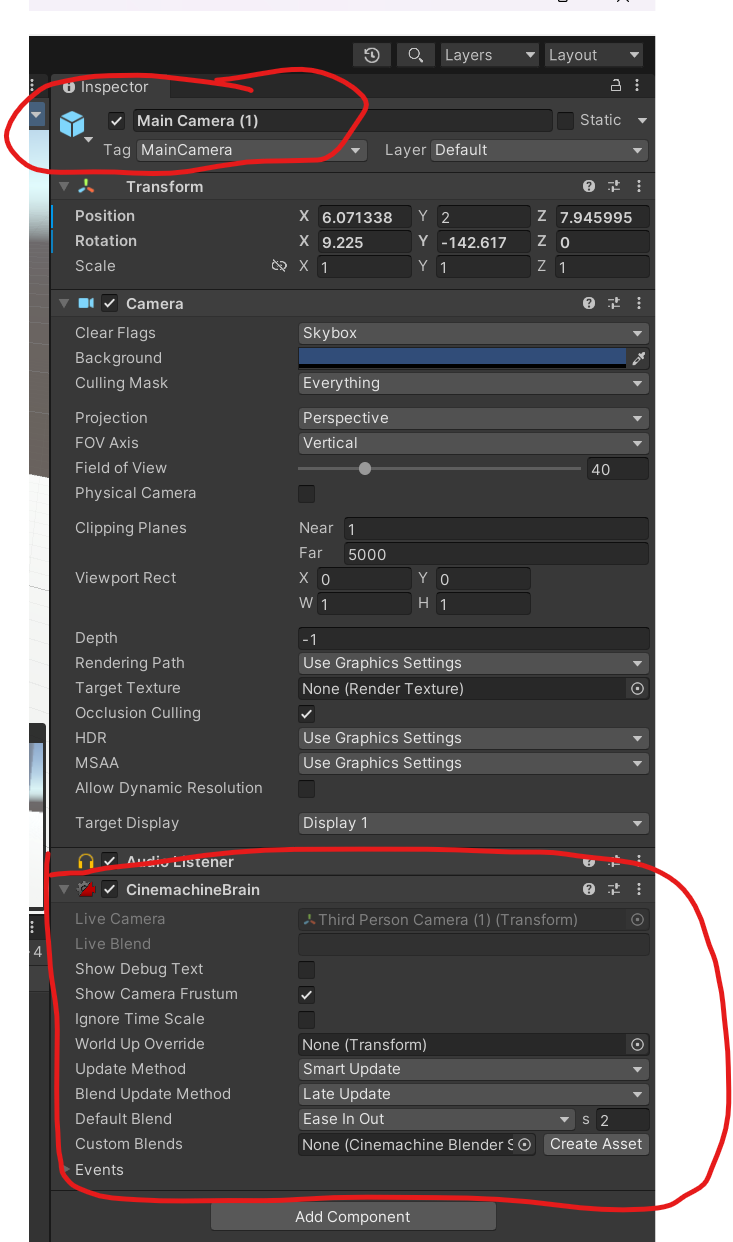 Layers
Layout
Inspector
Main Camera (1)
Static
Tag MainCamera
Layer Default
Transform
Position X 6.071338 Y 2 Z 7.945995
Rotation X 9.225 Y -142.617 Z 0
Scale X 1 Y 1 Z 1
Camera
Clear Flags Skybox
Background
Culling Mask Everything
Projection Perspective
FOV Axis Vertical
Field of View 40
Physical Camera
Clipping Planes Near 1
Far 5000
Viewport Rect X 0 Y 0
W 1 H 1
Depth -1
Rendering Path Use Graphics Settings
Target Texture None (Render Texture)
Occlusion Culling
HDR Use Graphics Settings
MSAA Use Graphics Settings
Allow Dynamic Resolution
Target Display Display 1
Audio Listener
CinemachineBrain
Live Camera Third Person Camera (1) (Transform)
Live Blend
4
Show Debug Text
Show Camera Frustum
Ignore Time Scale
World Up Override None (Transform)
Update Method Smart Update
Blend Update Method Late Update
Default Blend Ease In Out s 2
Custom Blends None (Cinemachine Blender S Create Asset
Events
Add Component